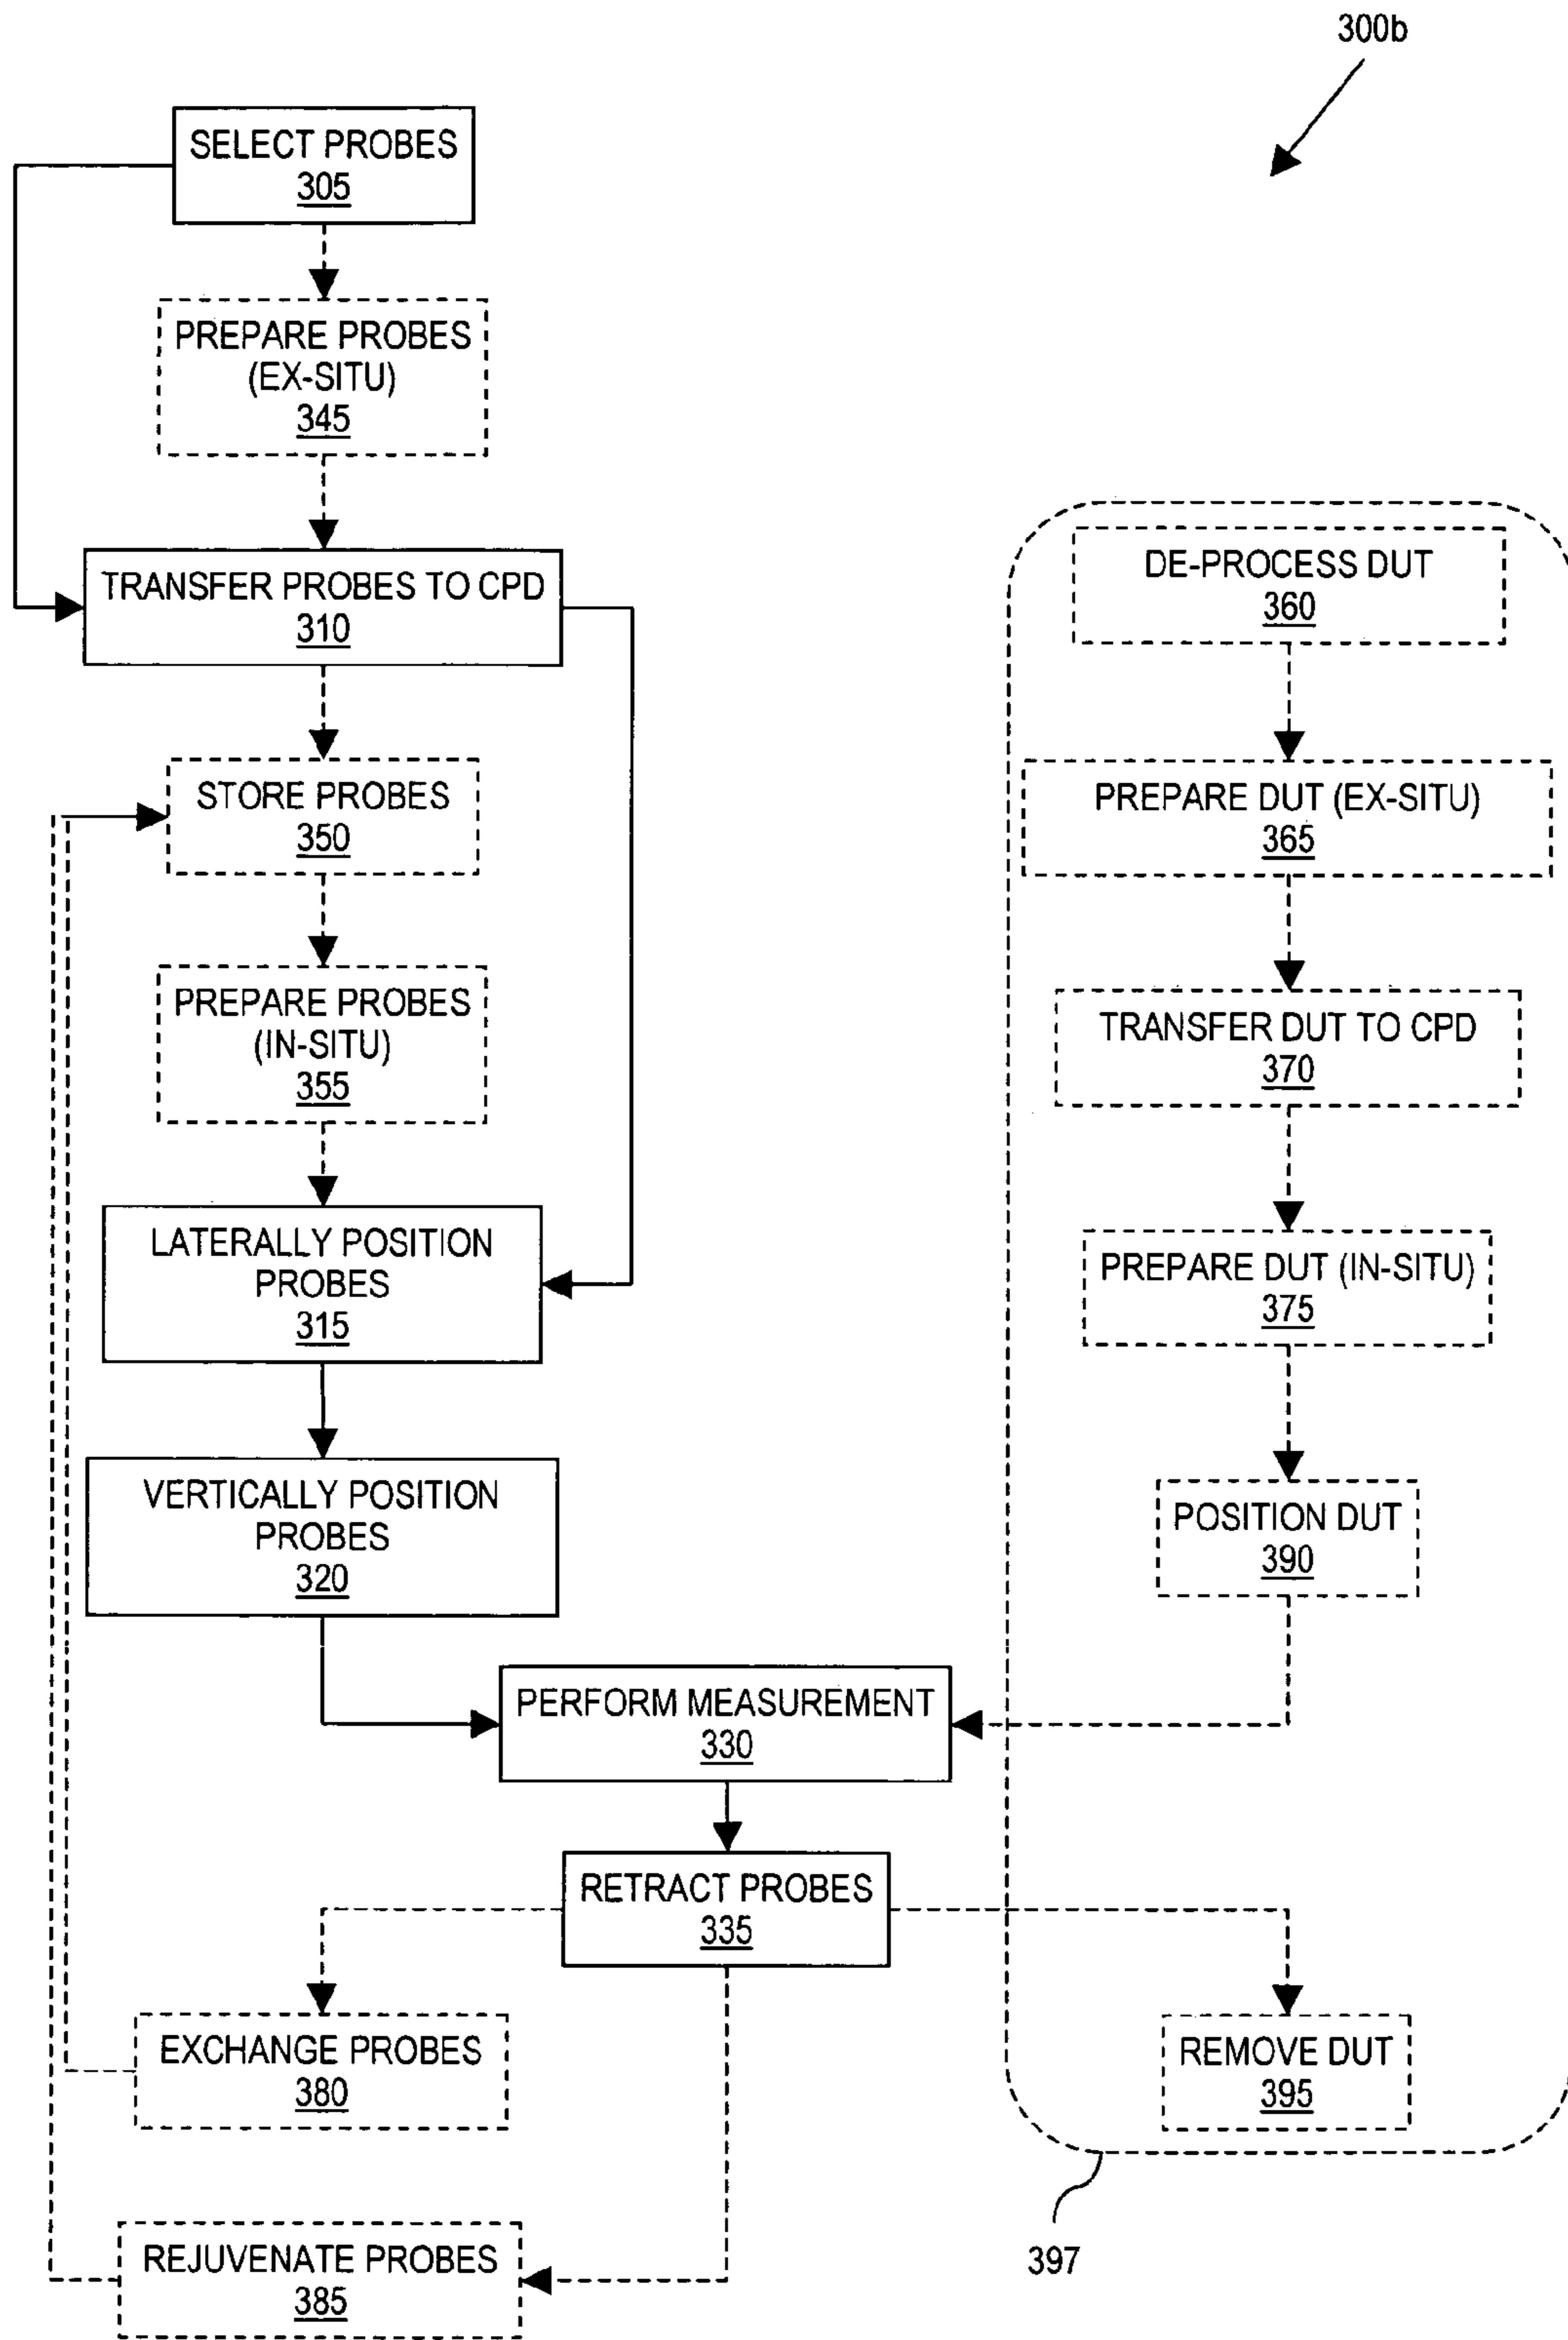 300b
SELECT PROBES
305
PREPARE PROBES
(EX-SITU)
345
TRANSFER PROBES TO CPD
310
STORE PROBES
350
PREPARE PROBES
(IN-SITU)
355
LATERALLY POSITION
PROBES
315
VERTICALLY POSITION
PROBES
320
DE-PROCESS DUT
360
PREPARE DUT (EX-SITU)
365
TRANSFER DUT TO CPD
370
PREPARE DUT (IN-SITU)
375
POSITION DUT
390
PERFORM MEASUREMENT
330
RETRACT PROBES
335
EXCHANGE PROBES
380
REMOVE DUT
395
REJUVENATE PROBES
385
397